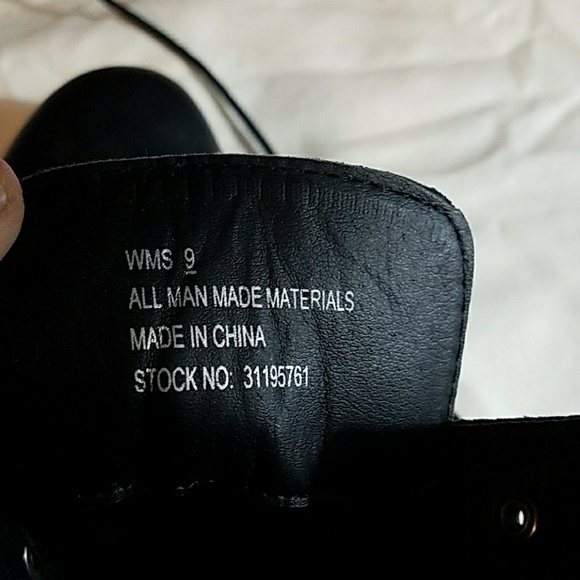 WMS 9
ALL MAN MADE MATERIALS
MADE IN CHINA
STOCK NO: 31195761